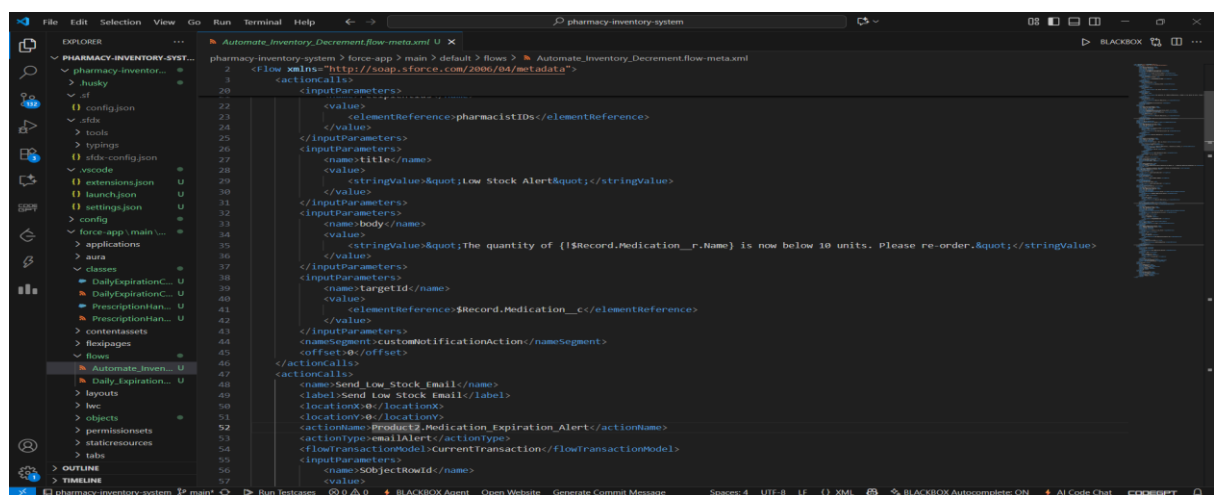 File Edit Selection View Go Run Terminal Help
pharmacy-inventory-system
EXPLORER
PHARMACY-INVENTORY-SYST...
pharmacy-inventor...
.husky
.sf
config.json
.sfdx
tools
typings
sfdx-config.json
.vscode
extensions.json U
launch.json U
settings.json U
config
force-app\main\...
applications
aura
classes
DailyExpirationC... U
DailyExpirationC... U
PrescriptionHan... U
PrescriptionHan... U
contentassets
flexipages
flows
Automate_Inven... U
Daily_Expiration... U
layouts
lwc
objects
permissionsets
staticresources
tabs
OUTLINE
TIMELINE
Automate_Inventory_Decrement.flow-meta.xml U
BLACKBOX
pharmacy-inventory-system > force-app > main > default > flows > Automate_Inventory_Decrement.flow-meta.xml
2 <Flow xmlns="http://soap.sforce.com/2006/04/metadata">
3 <actionCalls>
20 <inputParameters>
22 <value>
23 <elementReference>pharmacistIDs</elementReference>
24 </value>
25 </inputParameters>
26 <inputParameters>
27 <name>title</name>
28 <value>
29 <stringValue>&quot;Low Stock Alert&quot;</stringValue>
30 </value>
31 </inputParameters>
32 <inputParameters>
33 <name>body</name>
34 <value>
35 <stringValue>&quot;The quantity of {!$Record.Medication__r.Name} is now below 10 units. Please re-order.&quot;</stringValue>
36 </value>
37 </inputParameters>
38 <inputParameters>
39 <name>targetId</name>
40 <value>
41 <elementReference>$Record.Medication__c</elementReference>
42 </value>
43 </inputParameters>
44 <nameSegment>customNotificationAction</nameSegment>
45 <offset>0</offset>
46 </actionCalls>
47 <actionCalls>
48 <name>Send_Low_Stock_Email</name>
49 <label>Send Low Stock Email</label>
50 <locationX>0</locationX>
51 <locationY>0</locationY>
52 <actionName>Product2.Medication_Expiration_Alert</actionName>
53 <actionType>emailAlert</actionType>
54 <flowTransactionModel>CurrentTransaction</flowTransactionModel>
55 <inputParameters>
56 <name>SObjectRowId</name>
57 <value>
pharmacy-inventory-system main* Run Testcases 0 0 BLACKBOX Agent Open Website Generate Commit Message Spaces: 4 UTF-8 LF {} XML BLACKBOX Autocomplete: ON AI Code Chat CODEGPT